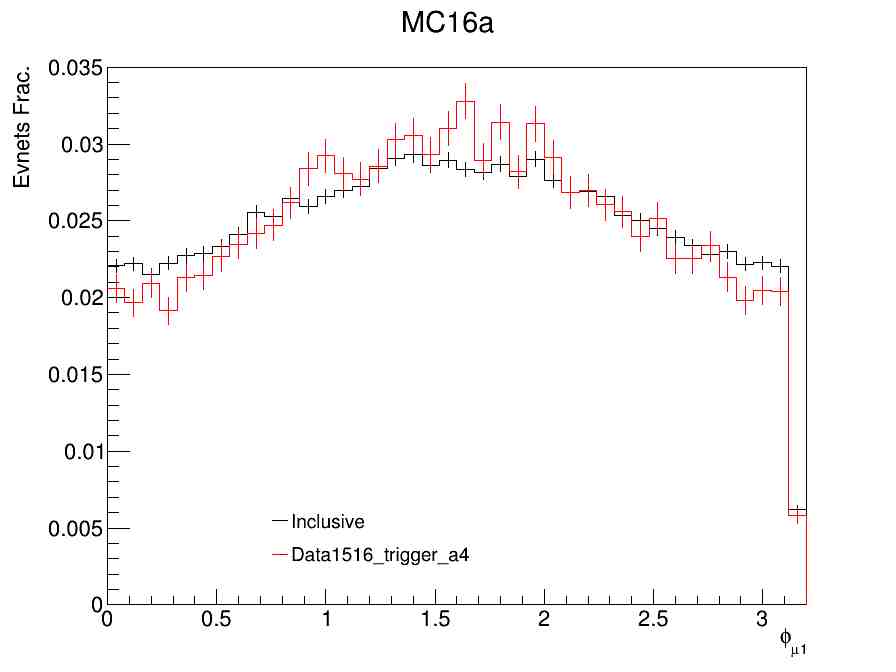 MC16a
Evnets Frac.
0.035
0.03
0.025
0.02
0.015
0.01
0.005
0
Inclusive
Data1516_trigger_a4
0 0.5 1 1.5 2 2.5 3
ϕμ1